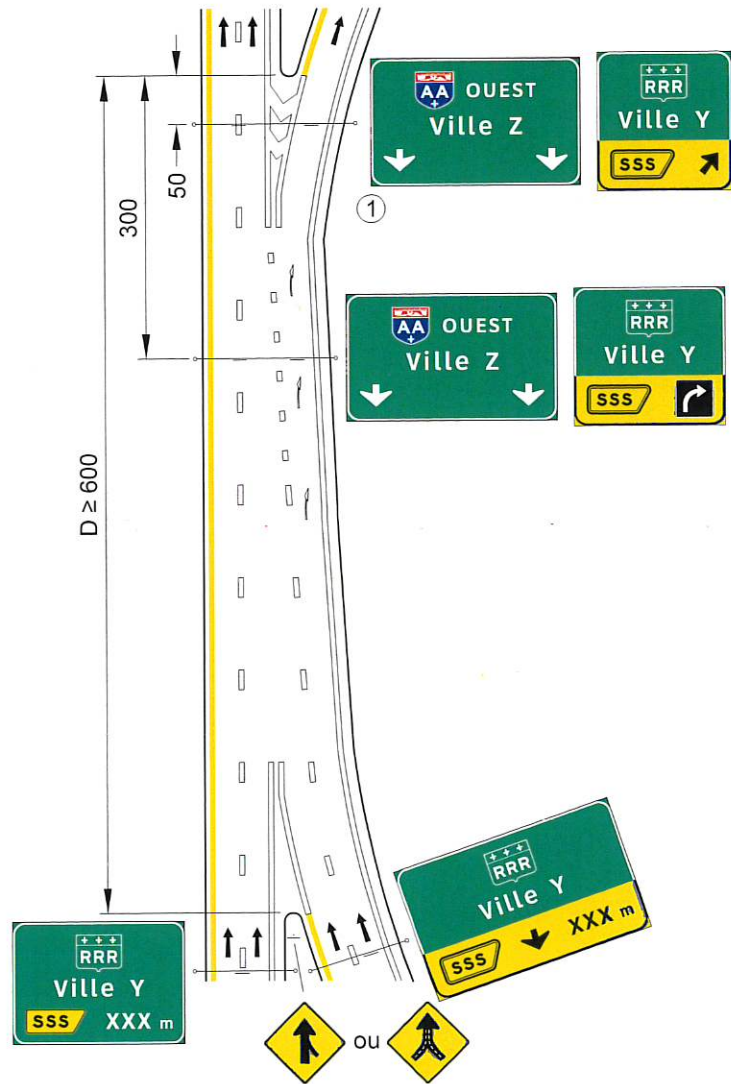 AA OUEST
Ville Z
RRR
Ville Y
SSS
50
300
1
AA OUEST
Ville Z
RRR
Ville Y
SSS
D ≥ 600
RRR
Ville Y
SSS XXX m
RRR
Ville Y
SSS XXX m
ou